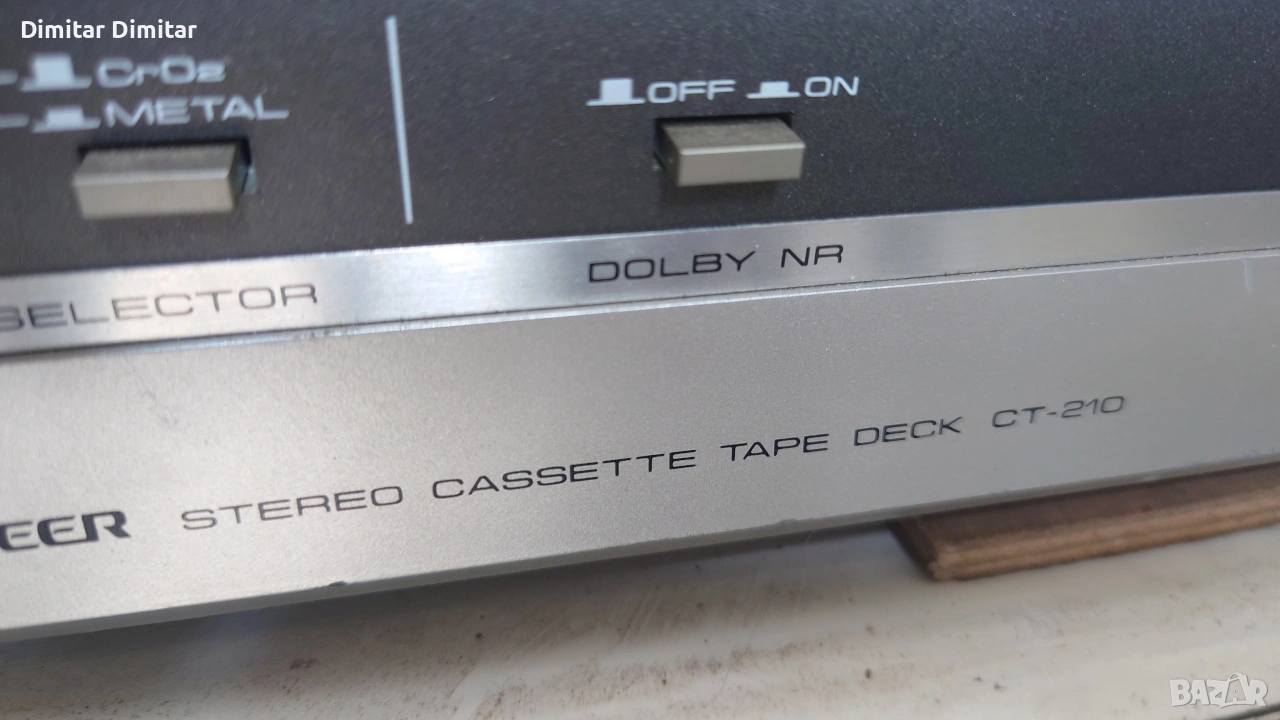 Dimitar Dimitar
CrO2
METAL
OFF ON
SELECTOR
DOLBY NR
EER STEREO CASSETTE TAPE DECK CT-210
BAZAR